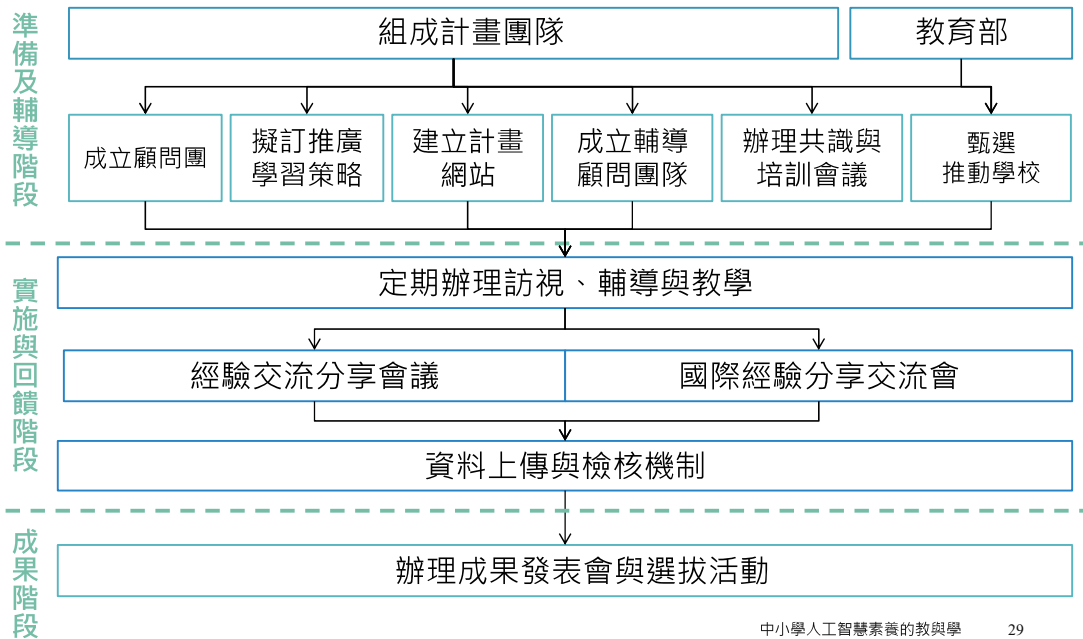 準備及輔導階段
組成計畫團隊
教育部
成立顧問團
擬訂推廣
學習策略
建立計畫
網站
成立輔導
顧問團隊
辦理共識與
培訓會議
甄選
推動學校
實施與回饋階段
定期辦理訪視、輔導與教學
經驗交流分享會議
國際經驗分享交流會
資料上傳與檢核機制
成果階段
辦理成果發表會與選拔活動
中小學人工智慧素養的教與學
29